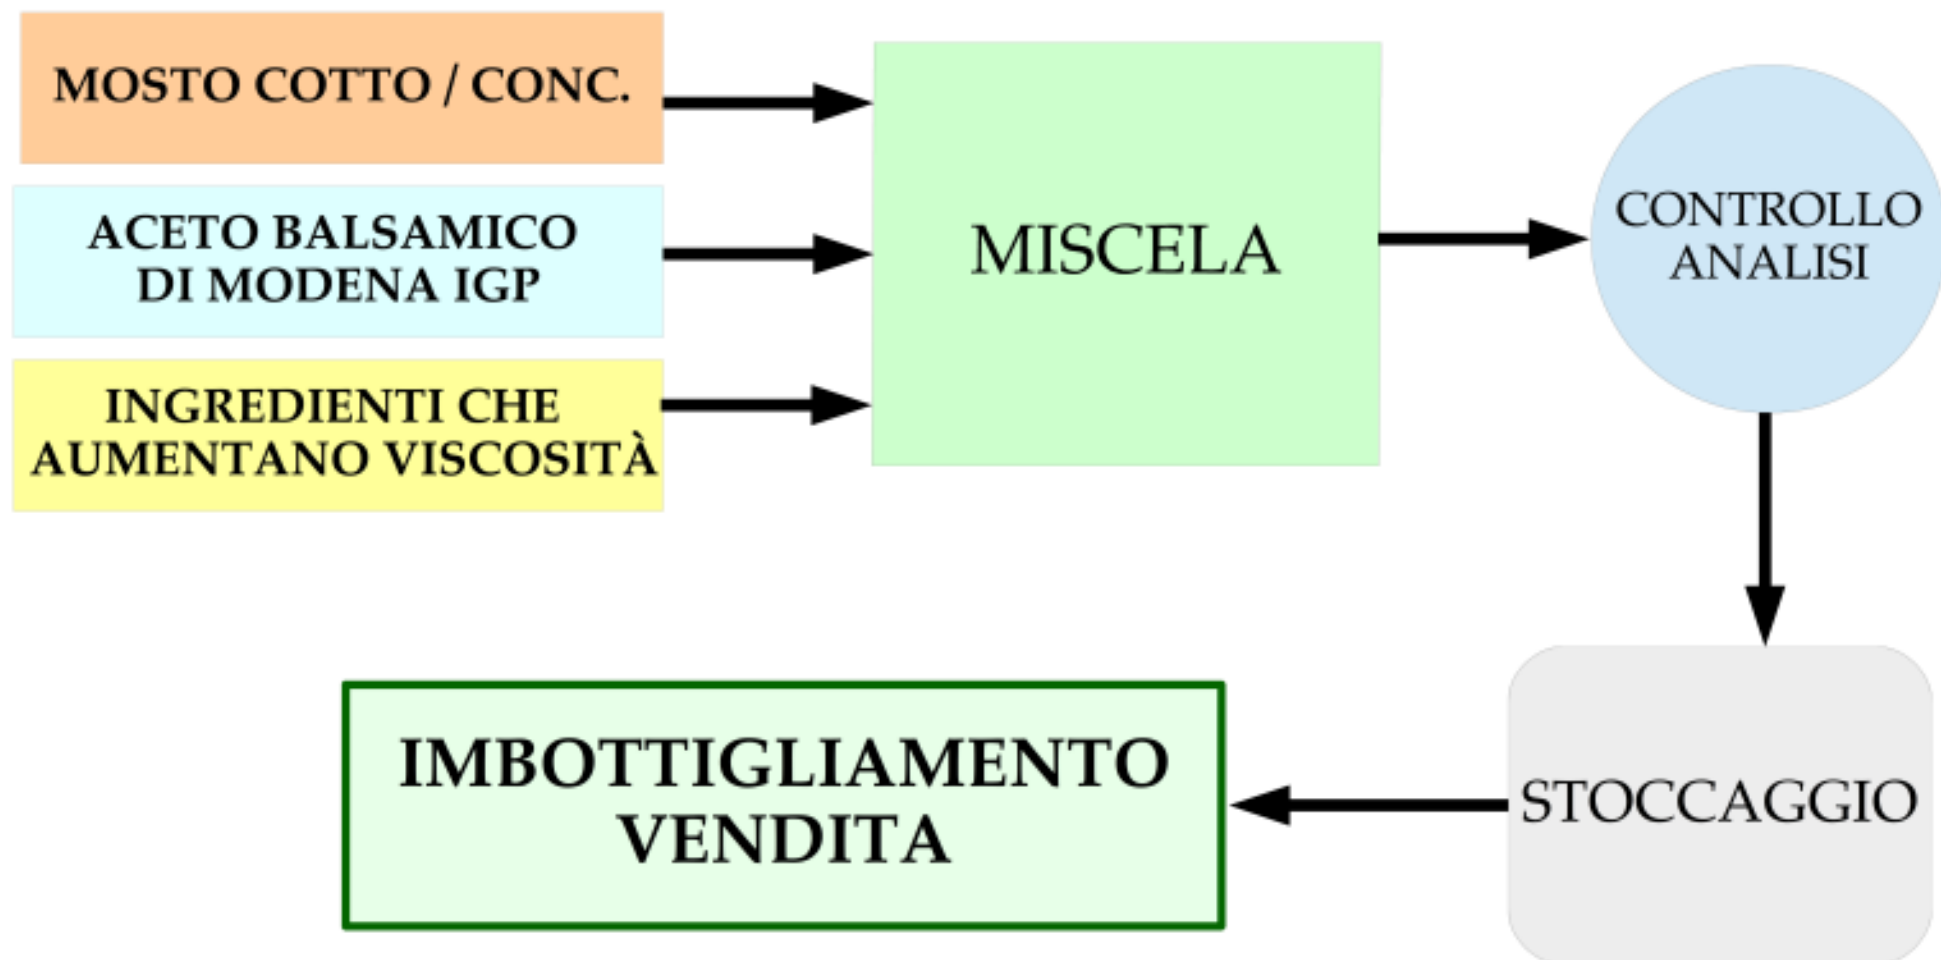 MOSTO COTTO / CONC.
ACETO BALSAMICO
DI MODENA IGP
INGREDIENTI CHE
AUMENTANO VISCOSITÀ
MISCELA
CONTROLLO
ANALISI
STOCCAGGIO
IMBOTTIGLIAMENTO
VENDITA